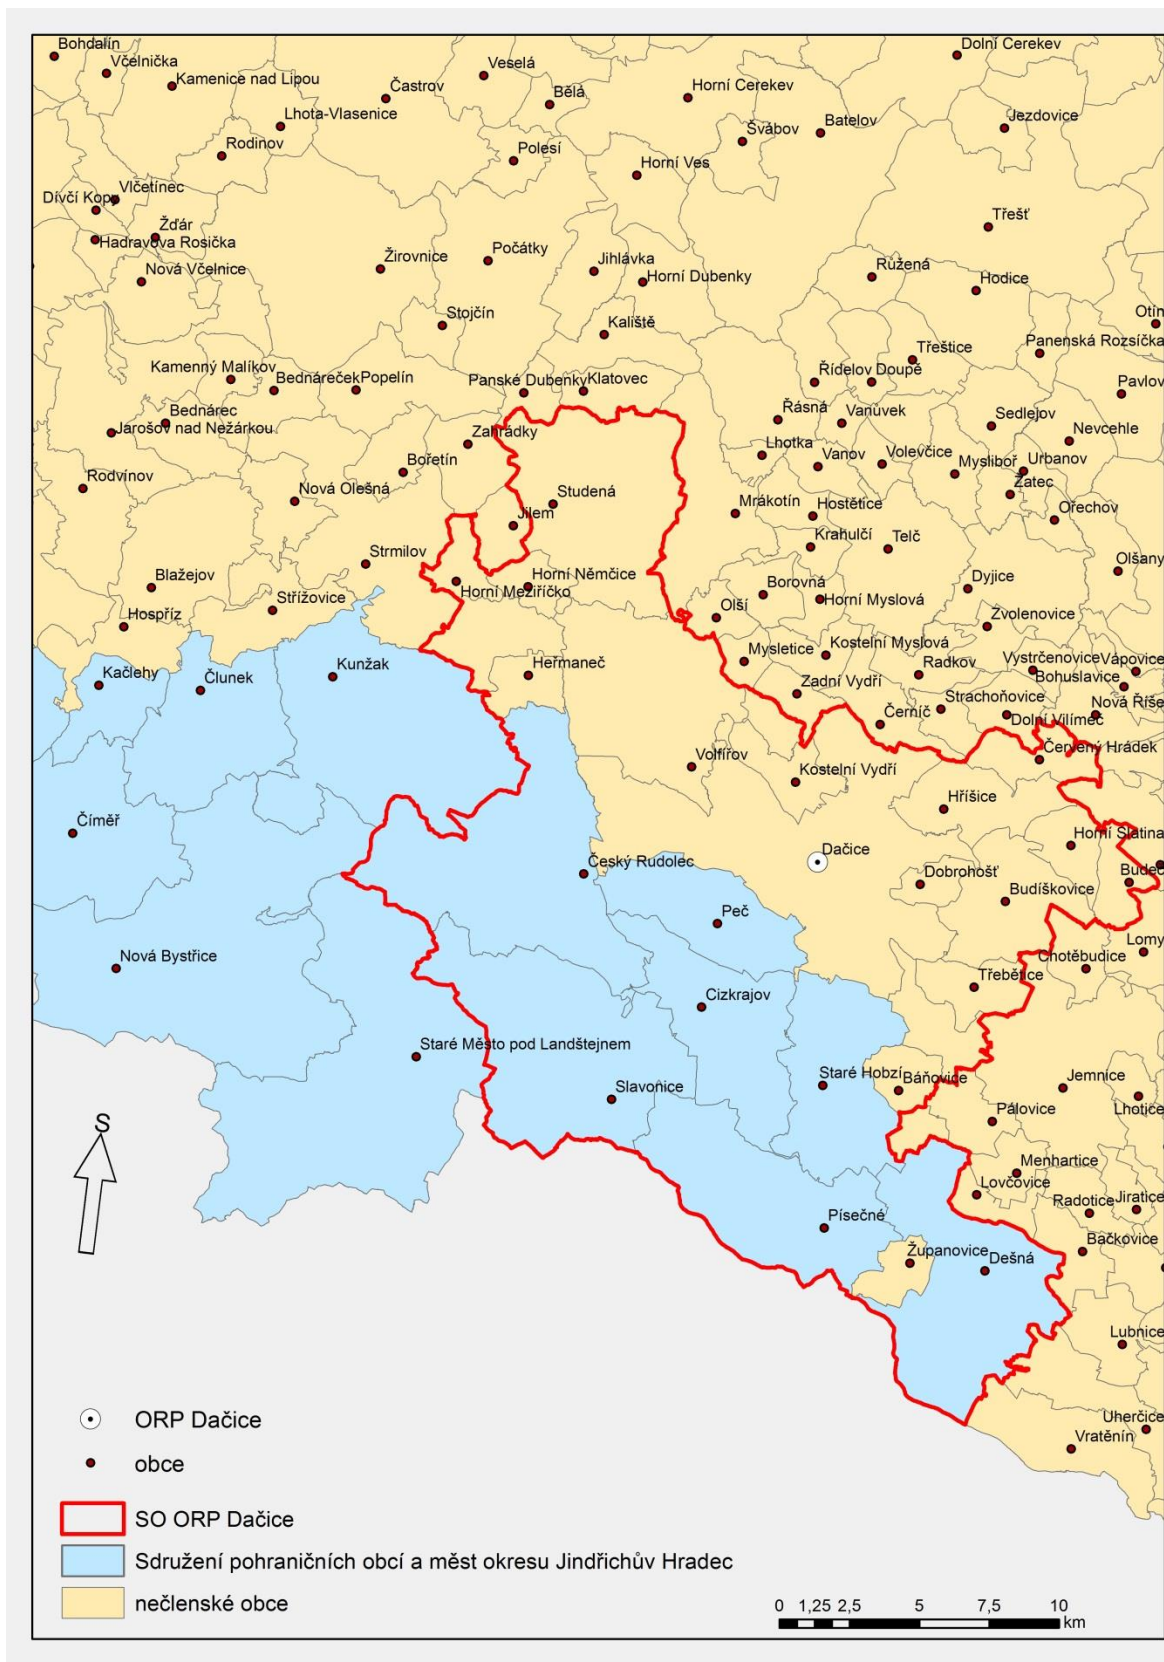 Bohdalín
Dolní Cerekev
Včelnička
Veselá
Kamenice nad Lipou
Častrov
Bělá
Horní Cerekev
Lhota-Vlasenice
Jezdovice
Batelov
Švábov
Rodinov
Polesí
Horní Ves
Vlčetínec
Dívčí Kopy
Třešť
Žďár
Hadravova Rosička
Počátky
Žirovnice
Jihlávka
Nová Včelnice
Horní Dubenky
Růžená
Hodice
Otín
Stojčín
Kaliště
Panenská Rozsíčka
Třeštice
Kamenný Malíkov
Bednáreček
Popelín
Panské Dubenky
Klatovec
Řídelov
Doupě
Pavlov
Bednárec
Jarošov nad Nežárkou
Řásná
Vanůvek
Sedlejov
Nevcehle
Zahrádky
Lhotka
Vanov
Volevčice
Mysliboř
Urbanov
Bořetín
Žatec
Rodvínov
Nová Olešná
Studená
Mrákotín
Hostětice
Ořechov
Jilem
Krahulčí
Telč
Strmilov
Olšany
Blažejov
Horní Němčice
Horní Meziříčko
Borovná
Dyjice
Horní Myslová
Střížovice
Olší
Hospříz
Zvolenovice
Kostelní Myslová
Mysletice
Kunžak
Heřmaneč
Radkov
Vystrčenovice
Vápovice
Kačlehy
Člunek
Bohuslavice
Zadní Vydří
Strachoňovice
Nová Říše
Černíč
Dolní Vilímeč
Červený Hrádek
Volfířov
Kostelní Vydří
Hříšice
Číměř
Horní Slatina
Dačice
Český Rudolec
Dobrohošť
Budeč
Budíškovice
Peč
Lomy
Nová Bystřice
Chotěbudice
Třebětice
Cizkrajov
Staré Město pod Landštejnem
Staré Hobzí
Báňovice
Jemnice
Slavonice
Lhotice
S
Pálovice
Menhartice
Lovčovice
Radotice
Jiratice
Písečné
Bačkovice
Županovice
Dešná
Lubnice
Uherčice
Vratěnín
ORP Dačice
obce
SO ORP Dačice
Sdružení pohraničních obcí a měst okresu Jindřichův Hradec
nečlenské obce
0 1,25 2,5 5 7,5 10
km